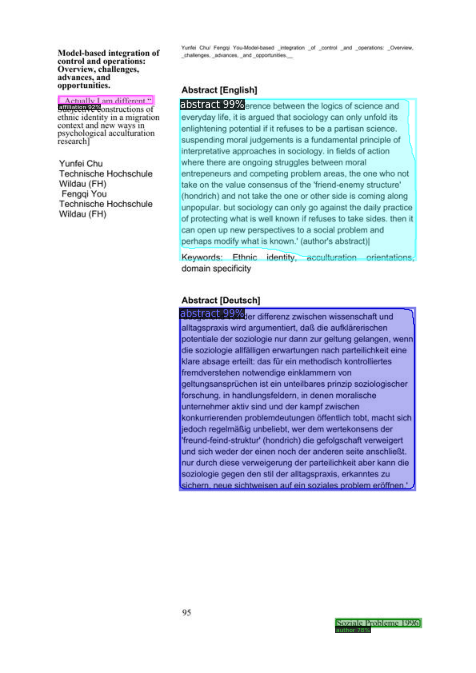 Yunfei Chu/ Fengqi You-Model-based _integration _of _control _and _operations: _Overview,
_challenges. _advances. _and _opportunities.__
Model-based integration of
control and operations:
Overview, challenges,
advances, and
opportunities.
„Actually I am different.“
affiliation 92%
Subjective constructions of
ethnic identity in a migration
context and new ways in
psychological acculturation
research]
Yunfei Chu
Technische Hochschule
Wildau (FH)
Fengqi You
Technische Hochschule
Wildau (FH)
Abstract [English]
abstract 99%
erence between the logics of science and
everyday life, it is argued that sociology can only unfold its
enlightening potential if it refuses to be a partisan science.
suspending moral judgements is a fundamental principle of
interpretative approaches in sociology. in fields of action
where there are ongoing struggles between moral
entrepeneurs and competing problem areas, the one who not
take on the value consensus of the 'friend-enemy structure'
(hondrich) and not take the one or other side is coming along
unpopular. but sociology can only go against the daily practice
of protecting what is well known if refuses to take sides. then it
can open up new perspectives to a social problem and
perhaps modify what is known.' (author's abstract)|
Keywords: Ethnic identity, acculturation orientations,
domain specificity
Abstract [Deutsch]
abstract 99%
der differenz zwischen wissenschaft und
alltagspraxis wird argumentiert, daß die aufklärerischen
potentiale der soziologie nur dann zur geltung gelangen, wenn
die soziologie allfälligen erwartungen nach parteilichkeit eine
klare absage erteilt: das für ein methodisch kontrolliertes
fremdverstehen notwendige einklammern von
geltungsansprüchen ist ein unteilbares prinzip soziologischer
forschung, in handlungsfeldern, in denen moralische
unternehmer aktiv sind und der kampf zwischen
konkurrierenden problemdeutungen öffentlich tobt, macht sich
jedoch regelmäßig unbeliebt, wer dem wertekonsens der
'freund-feind-struktur' (hondrich) die gefolgschaft verweigert
und sich weder der einen noch der anderen seite anschließt.
nur durch diese verweigerung der parteilichkeit aber kann die
soziologie gegen den stil der alltagspraxis, erkanntes zu
sichern, neue sichtweisen auf ein soziales problem eröffnen.'
95
Soziale Probleme 1996]
author 78%